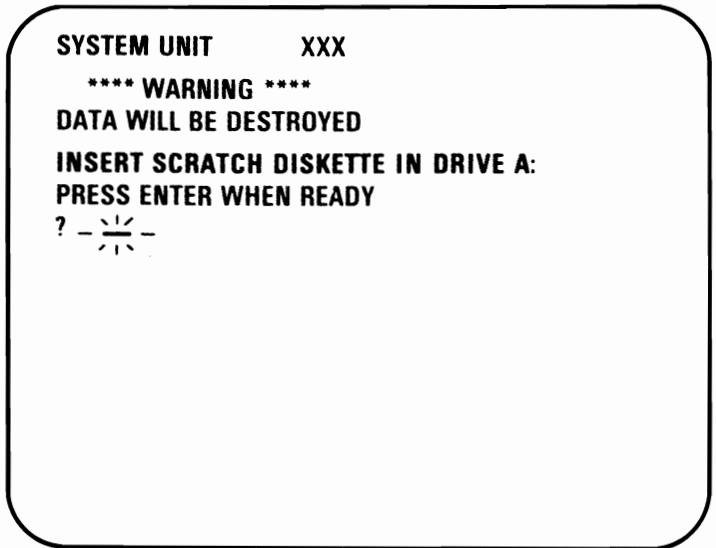 SYSTEM UNIT XXX
**** WARNING ****
DATA WILL BE DESTROYED
INSERT SCRATCH DISKETTE IN DRIVE A:
PRESS ENTER WHEN READY
? _ _ _